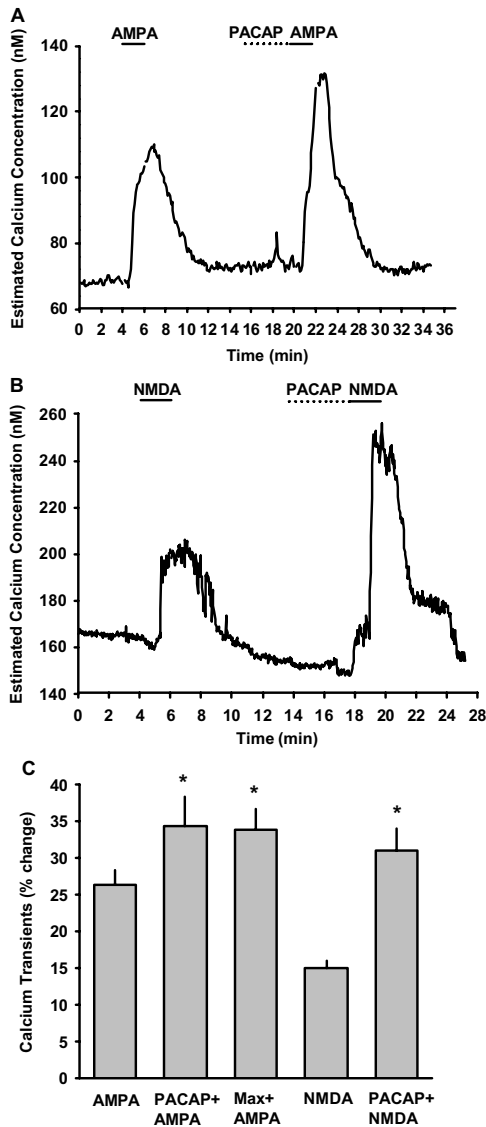 A
AMPA PACAP AMPA
Estimated Calcium Concentration (nM)
140
120
100
80
60
0 2 4 6 8 10 12 14 16 18 20 22 24 26 28 30 32 34 36
Time (min)
B
NMDA PACAP NMDA
Estimated Calcium Concentration (nM)
260
240
220
200
180
160
140
0 2 4 6 8 10 12 14 16 18 20 22 24 26 28
Time (min)
C
Calcium Transients (% change)
40
35
30
25
20
15
10
5
0
* * *
AMPA PACAP+ Max+ NMDA PACAP+
AMPA AMPA NMDA